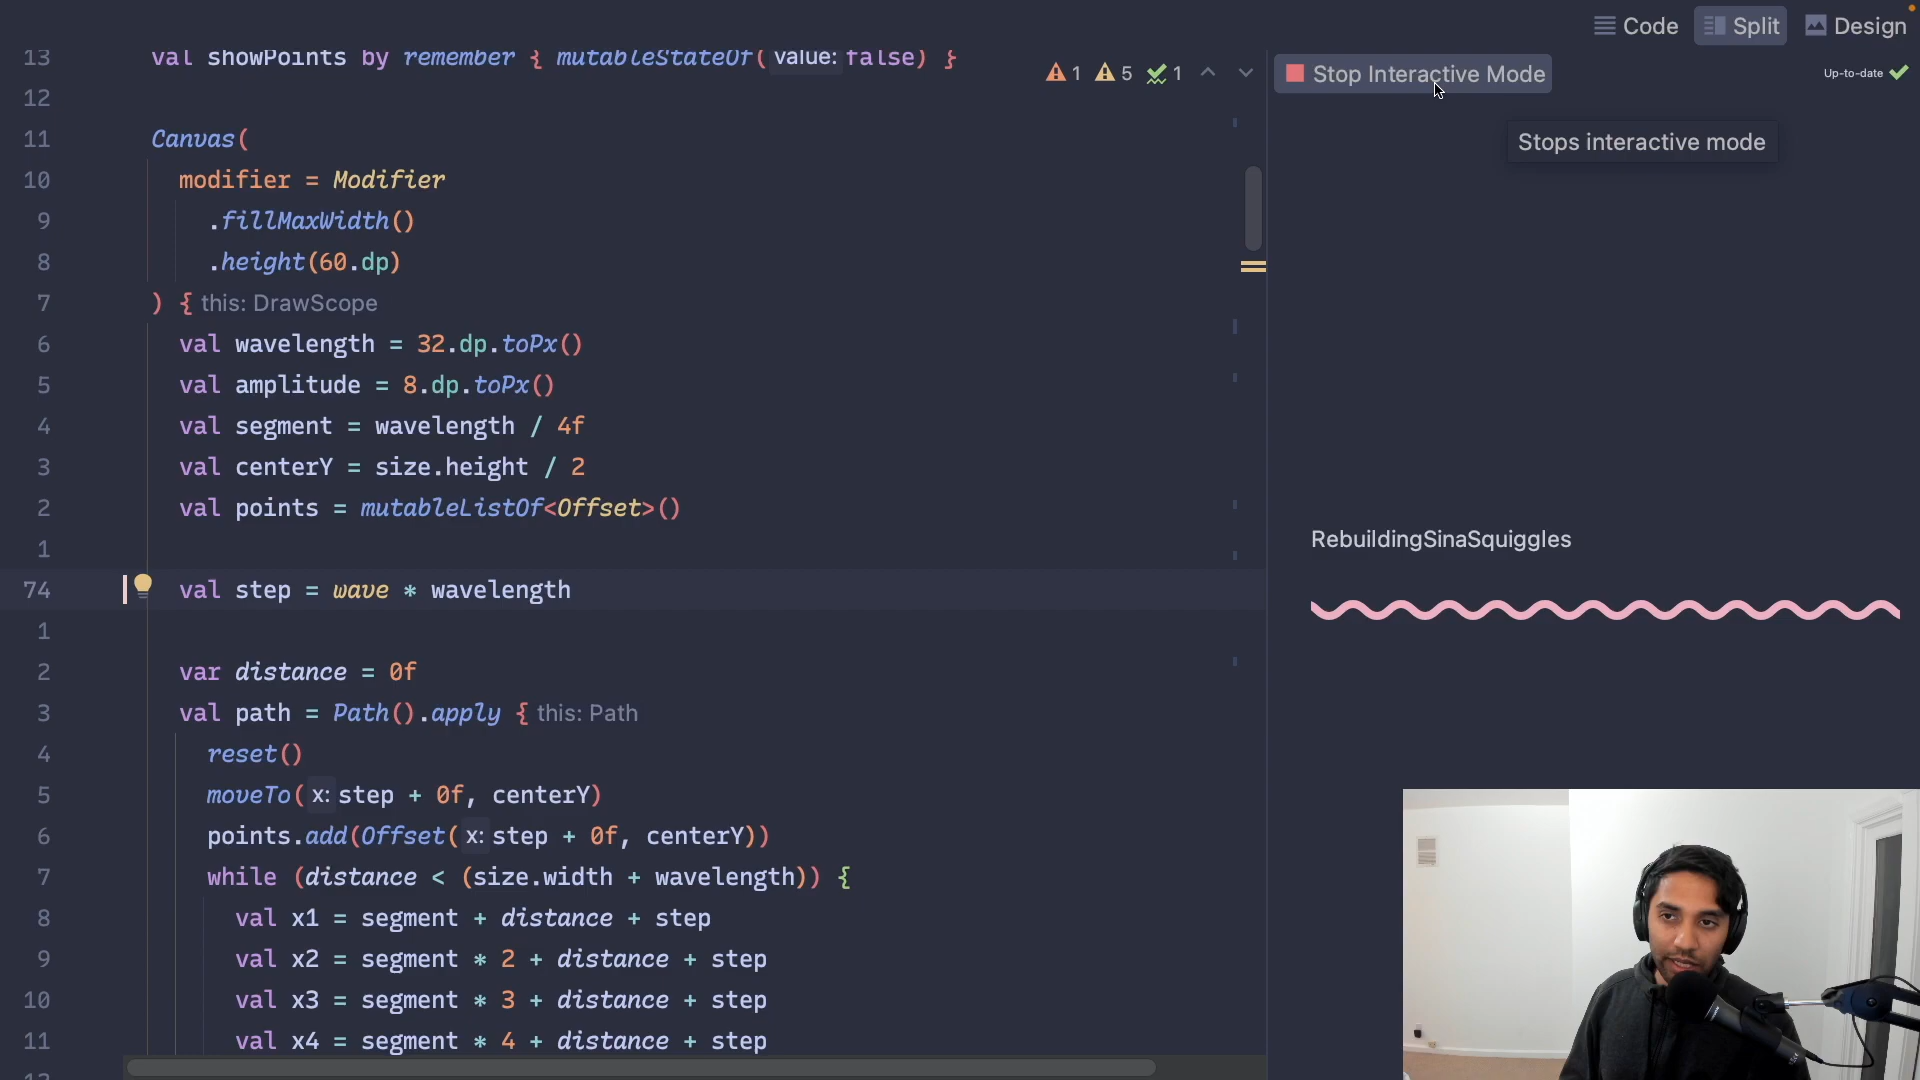 Code Split Design
13 val showPoints by remember { mutableStateOf( value: false) }
1 5 1
Stop Interactive Mode
Up-to-date
12
Stops interactive mode
11 Canvas(
10 modifier = Modifier
9 .fillMaxWidth()
8 .height(60.dp)
7 ) { this: DrawScope
6 val wavelength = 32.dp.toPx()
5 val amplitude = 8.dp.toPx()
4 val segment = wavelength / 4f
3 val centerY = size.height / 2
2 val points = mutableListOf<Offset>()
1
RebuildingSinaSquiggles
74 val step = wave * wavelength
1
2 var distance = 0f
3 val path = Path().apply { this: Path
4 reset()
5 moveTo( x: step + 0f, centerY)
6 points.add(Offset( x: step + 0f, centerY))
7 while (distance < (size.width + wavelength)) {
8 val x1 = segment + distance + step
9 val x2 = segment * 2 + distance + step
10 val x3 = segment * 3 + distance + step
11 val x4 = segment * 4 + distance + step
12